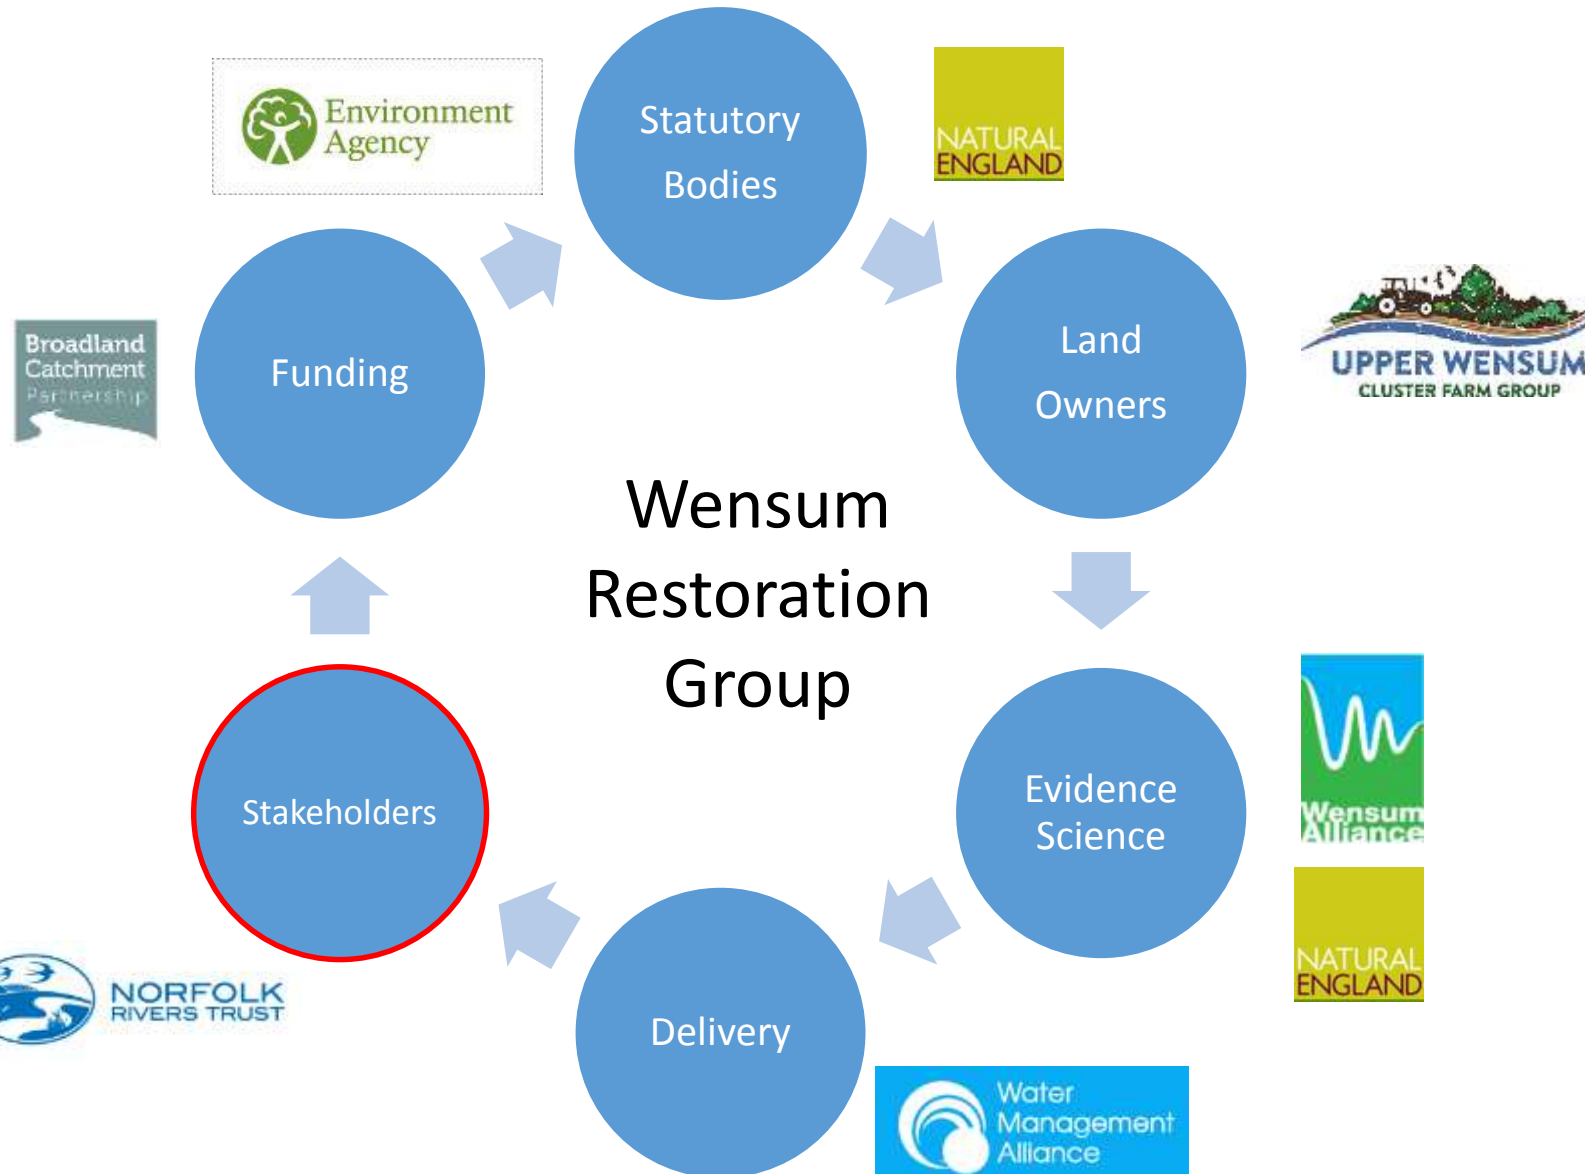 Environment
Agency
Statutory
Bodies
NATURAL
ENGLAND
Broadland
Catchment
Partnership
Funding
Land
Owners
UPPER WENSUM
CLUSTER FARM GROUP
Wensum
Restoration
Group
Stakeholders
Evidence
Science
Wensum
Alliance
NATURAL
ENGLAND
NORFOLK
RIVERS TRUST
Delivery
Water
Management
Alliance